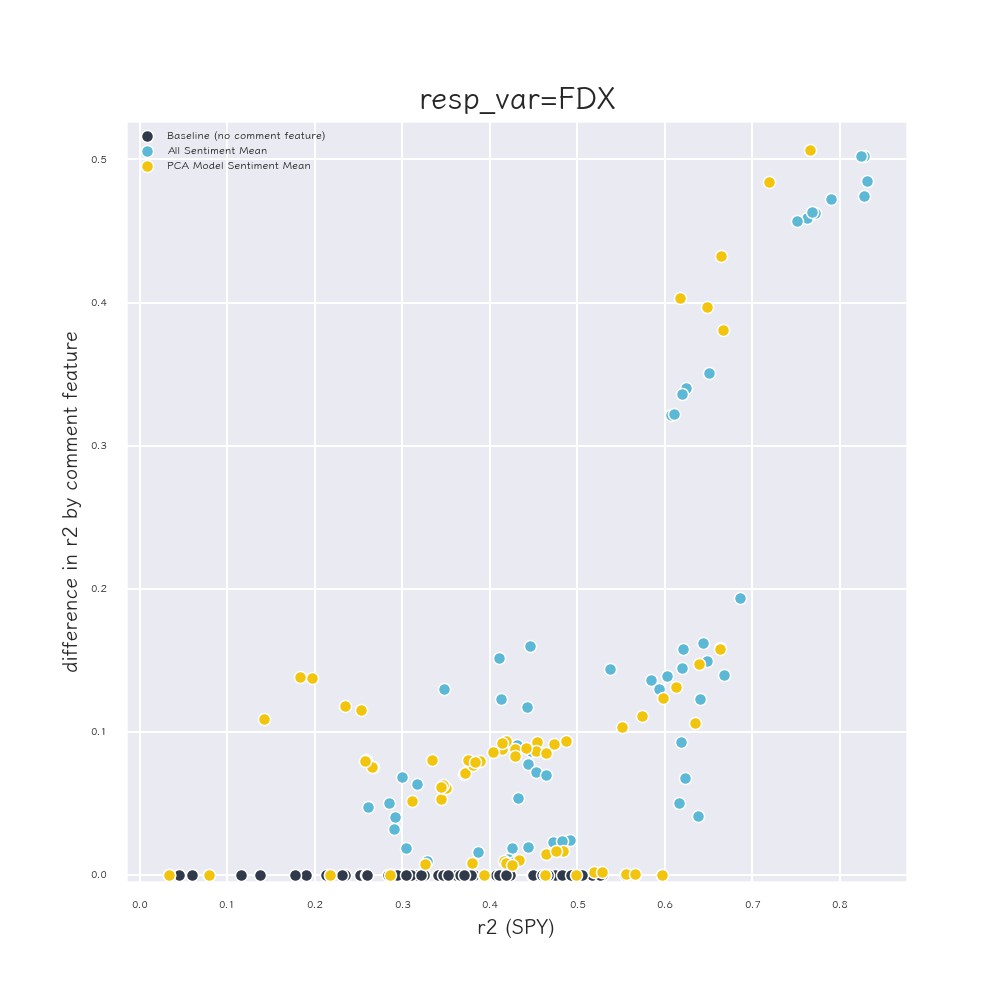 resp_var=FDX
Baseline (no comment feature)
All Sentiment Mean
PCA Model Sentiment Mean
difference in r2 by comment feature
0.5
0.4
0.3
0.2
0.1
0.0
0.0 0.1 0.2 0.3 0.4 0.5 0.6 0.7 0.8
r2 (SPY)